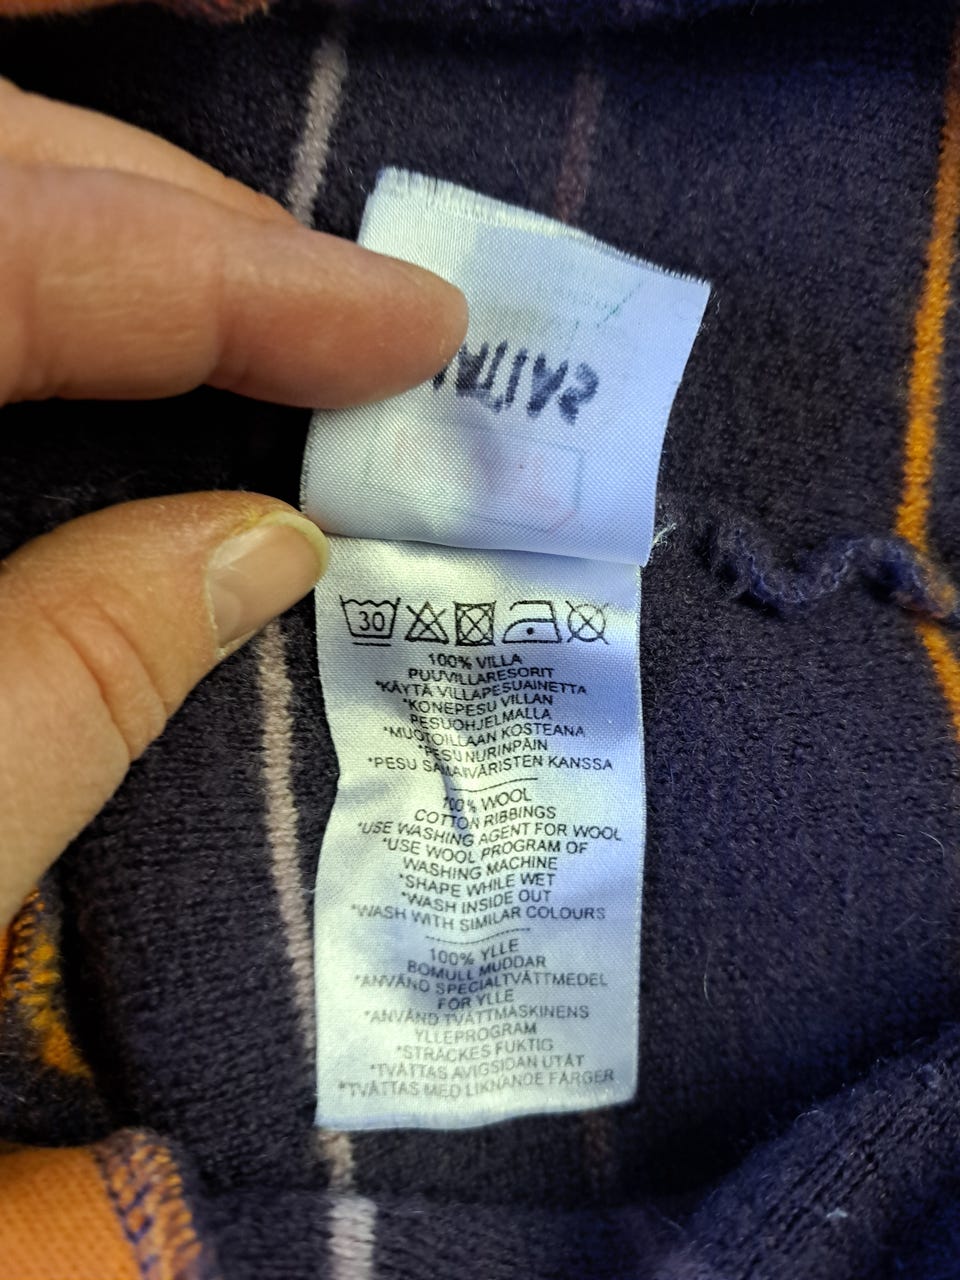 30
100% VILLA
PUUVILLARESORIT
*KÄYTÄ VILLAPESUAINETTA
*KONEPESU VILLAN
PESUOHJELMALLA
*MUOTOILLAAN KOSTEANA
*PESU NURINPÄIN
*PESU SAMANVÄRISTEN KANSSA
100% WOOL
COTTON RIBBINGS
*USE WASHING AGENT FOR WOOL
*USE WOOL PROGRAM OF
WASHING MACHINE
*SHAPE WHILE WET
*WASH INSIDE OUT
*WASH WITH SIMILAR COLOURS
100% YLLE
BOMULL MUDDAR
*ANVÄND SPECIALTVÄTTMEDEL
FÖR YLLE
*ANVÄND TVÄTTMASKINENS
YLLEPROGRAM
*STRÄCKES FUKTIG
*TVÄTTAS AVIGSIDAN UTÅT
*TVÄTTAS MED LIKNANDE FÄRGER